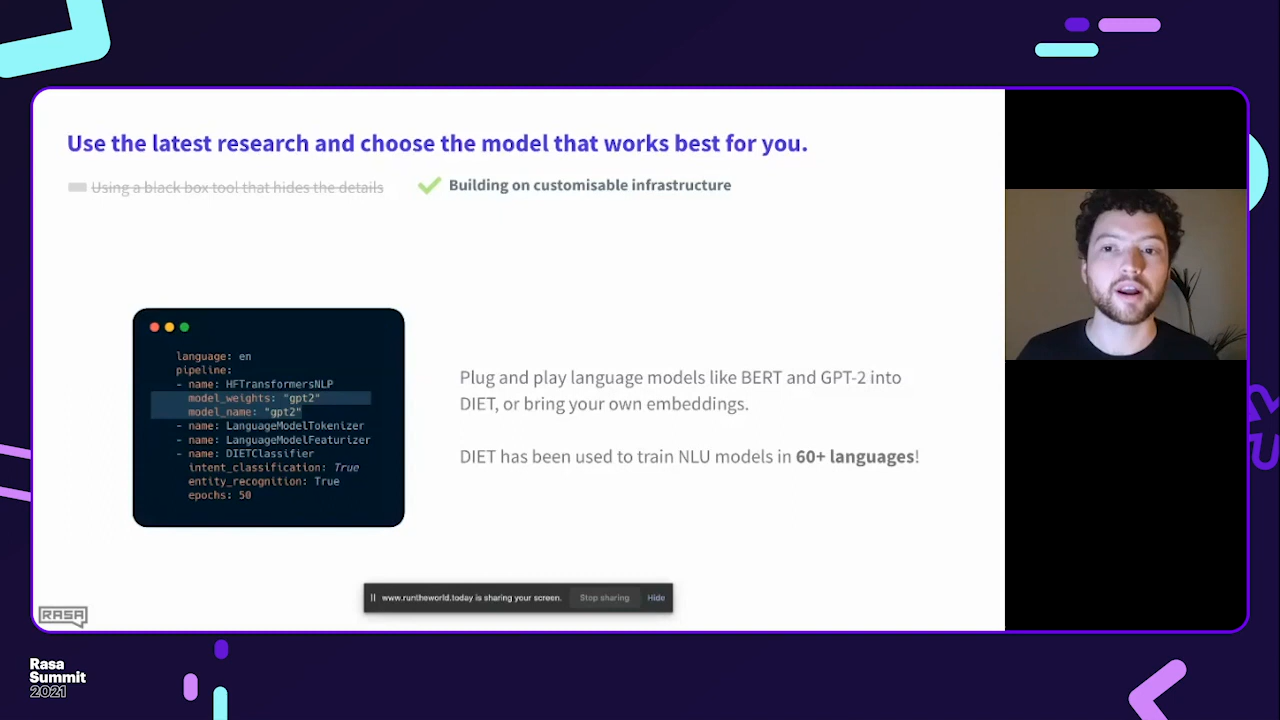 Use the latest research and choose the model that works best for you.
Using a black box tool that hides the details
Building on customisable infrastructure
language: en
pipeline:
- name: HFTransformersNLP
model_weights: "gpt2"
model_name: "gpt2"
- name: LanguageModelTokenizer
- name: LanguageModelFeaturizer
- name: DIETClassifier
intent_classification: True
entity_recognition: True
epochs: 50
Plug and play language models like BERT and GPT-2 into
DIET, or bring your own embeddings.
DIET has been used to train NLU models in 60+ languages!
www.runtheworld.today is sharing your screen. Stop sharing Hide
RASA
Rasa
Summit
2021